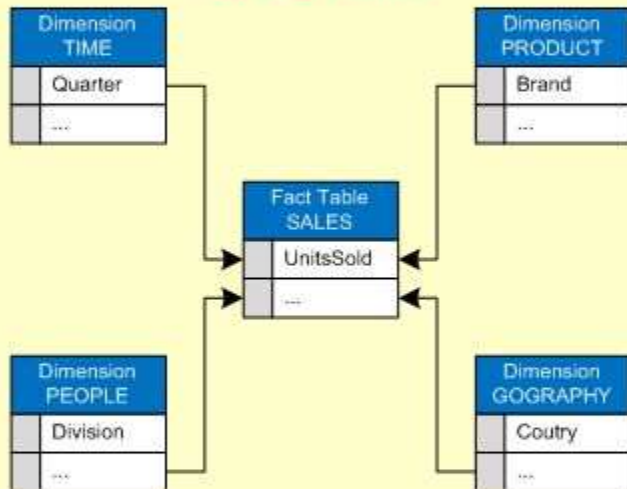 Dimension
TIME
Quarter
...
Dimension
PRODUCT
Brand
...
Fact Table
SALES
UnitsSold
...
Dimension
PEOPLE
Division
...
Dimension
GOGRAPHY
Coutry
...